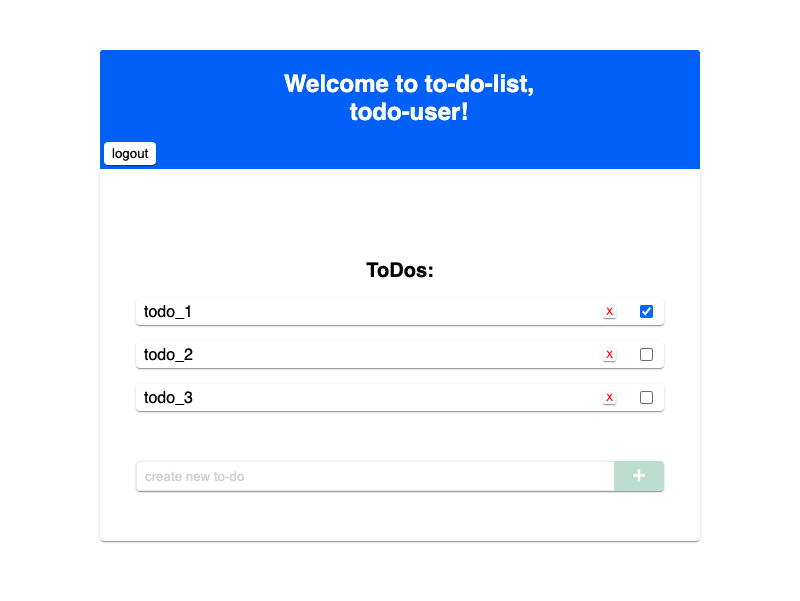 Welcome to to-do-list,
todo-user!
logout
ToDos:
todo_1 x
todo_2 x
todo_3 x
create new to-do +